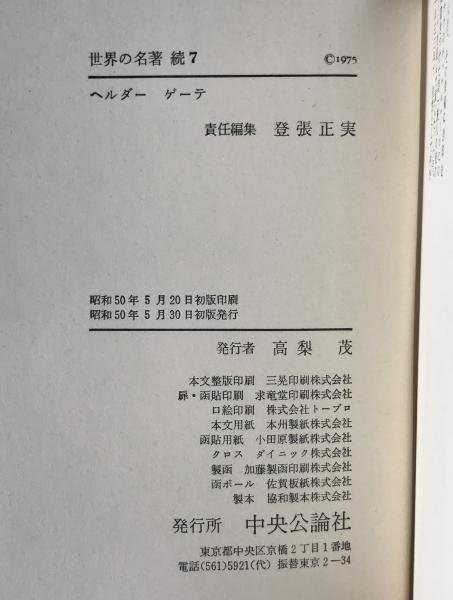 世界の名著 続7
©1975
ヘルダー ゲーテ
責任編集 登張正実
昭和50年5月20日初版印刷
昭和50年5月30日初版発行
発行者 高梨 茂
本文整版印刷 三晃印刷株式会社
扉・函貼印刷 求竜堂印刷株式会社
口絵印刷 株式会社トープロ
本文用紙 本州製紙株式会社
函貼用紙 小田原製紙株式会社
クロス ダイニック株式会社
製函 加藤製函印刷株式会社
函ボール 佐賀板紙株式会社
製本 協和製本株式会社
発行所 中央公論社
東京都中央区京橋2丁目1番地
電話(561)5921(代) 振替東京2―34